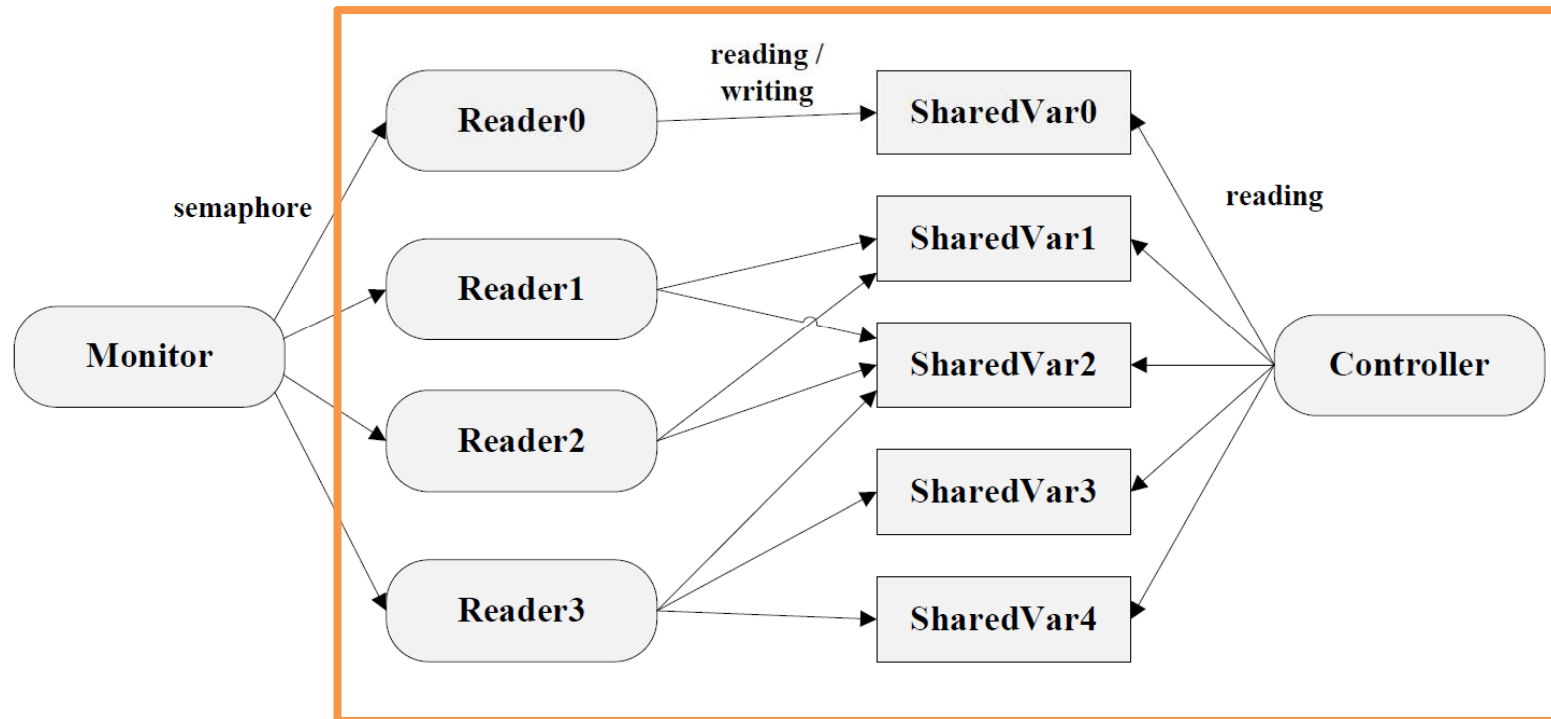 reading /
writing
Reader0
SharedVar0
semaphore
reading
SharedVar1
Reader1
Monitor
SharedVar2
Controller
Reader2
SharedVar3
Reader3
SharedVar4